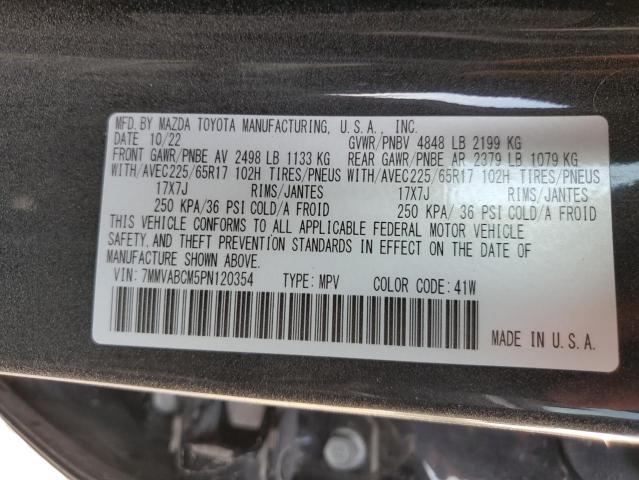 MFD. BY MAZDA TOYOTA MANUFACTURING, U.S.A., INC.
DATE 10/22 GVWR/PNBV 4848 LB 2199 KG
FRONT GAWR/PNBE AV 2498 LB 1133 KG REAR GAWR/PNBE AR 2379 LB 1079 KG
WITH/AVEC225/65R17 102H TIRES/PNEUS WITH/AVEC225/65R17 102H TIRES/PNEUS
17X7J RIMS/JANTES 17X7J RIMS/JANTES
250 KPA/36 PSI COLD/A FROID 250 KPA/ 36 PSI COLD/A FROID
THIS VEHICLE CONFORMS TO ALL APPLICABLE FEDERAL MOTOR VEHICLE
SAFETY, AND THEFT PREVENTION STANDARDS IN EFFECT ON THE DATE OF
MANUFACTURE SHOWN ABOVE.
VIN: 7MMVABCM5PN120354 TYPE: MPV COLOR CODE: 41W
MADE IN U.S.A.